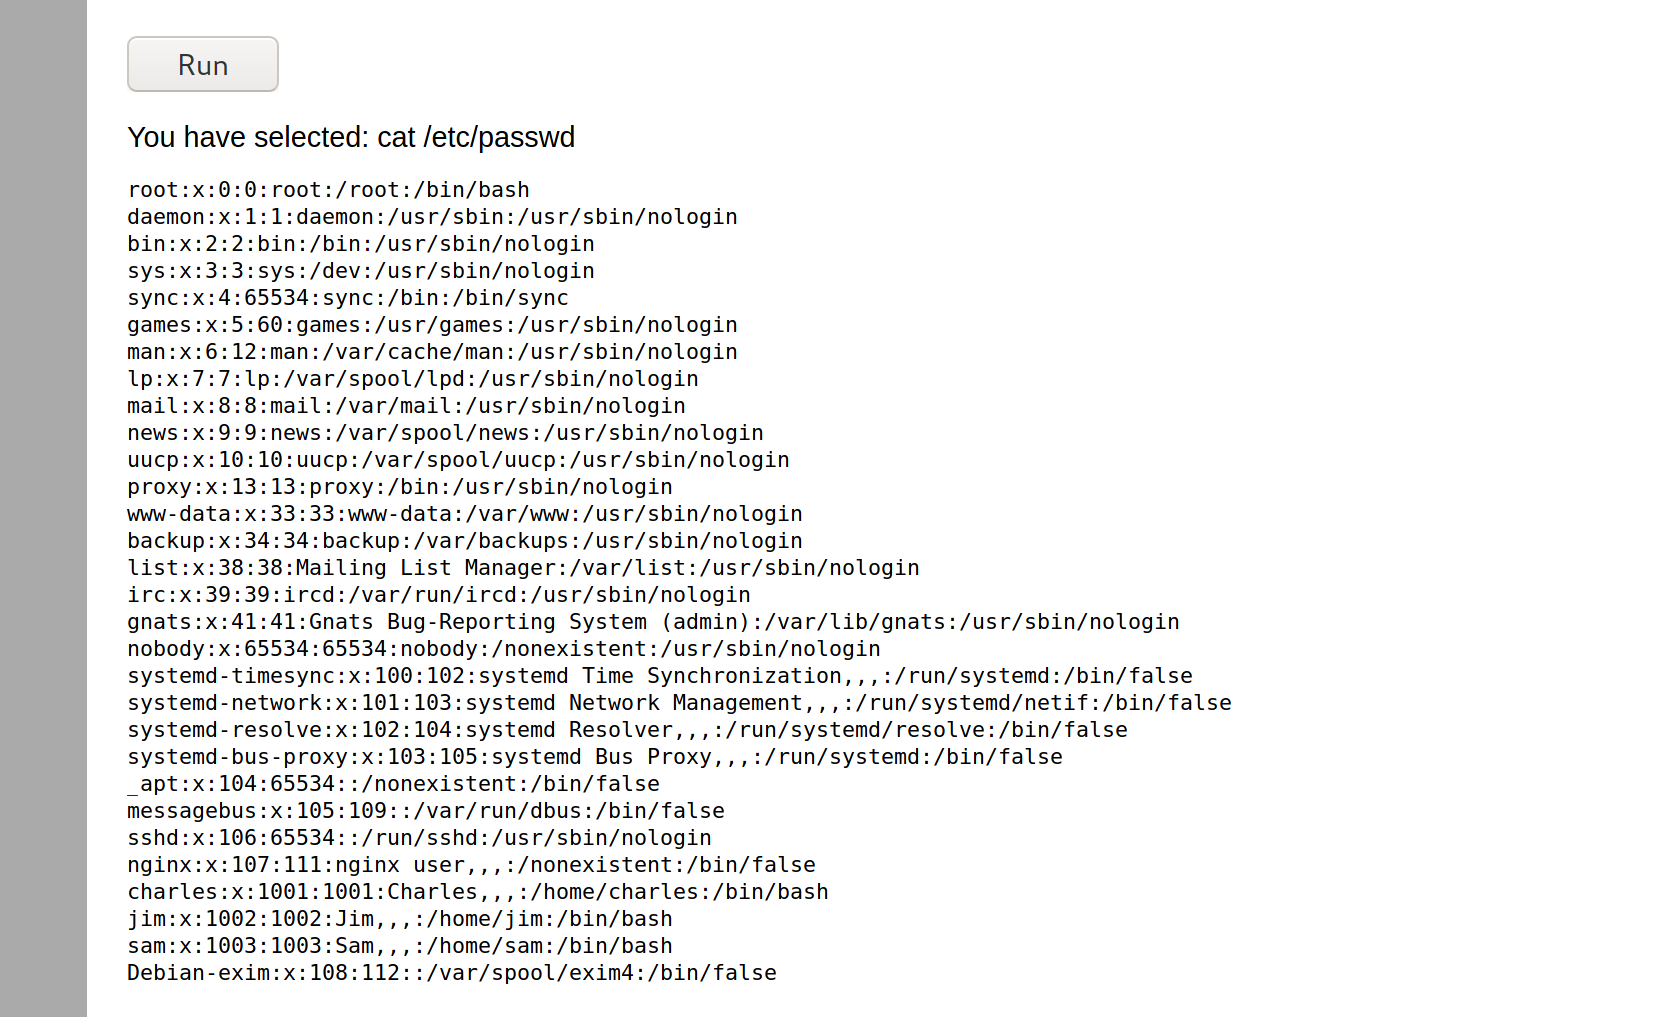 Run
You have selected: cat /etc/passwd
root:x:0:0:root:/root:/bin/bash
daemon:x:1:1:daemon:/usr/sbin:/usr/sbin/nologin
bin:x:2:2:bin:/bin:/usr/sbin/nologin
sys:x:3:3:sys:/dev:/usr/sbin/nologin
sync:x:4:65534:sync:/bin:/bin/sync
games:x:5:60:games:/usr/games:/usr/sbin/nologin
man:x:6:12:man:/var/cache/man:/usr/sbin/nologin
lp:x:7:7:lp:/var/spool/lpd:/usr/sbin/nologin
mail:x:8:8:mail:/var/mail:/usr/sbin/nologin
news:x:9:9:news:/var/spool/news:/usr/sbin/nologin
uucp:x:10:10:uucp:/var/spool/uucp:/usr/sbin/nologin
proxy:x:13:13:proxy:/bin:/usr/sbin/nologin
www-data:x:33:33:www-data:/var/www:/usr/sbin/nologin
backup:x:34:34:backup:/var/backups:/usr/sbin/nologin
list:x:38:38:Mailing List Manager:/var/list:/usr/sbin/nologin
irc:x:39:39:ircd:/var/run/ircd:/usr/sbin/nologin
gnats:x:41:41:Gnats Bug-Reporting System (admin):/var/lib/gnats:/usr/sbin/nologin
nobody:x:65534:65534:nobody:/nonexistent:/usr/sbin/nologin
systemd-timesync:x:100:102:systemd Time Synchronization,,,:/run/systemd:/bin/false
systemd-network:x:101:103:systemd Network Management,,,:/run/systemd/netif:/bin/false
systemd-resolve:x:102:104:systemd Resolver,,,:/run/systemd/resolve:/bin/false
systemd-bus-proxy:x:103:105:systemd Bus Proxy,,,:/run/systemd:/bin/false
_apt:x:104:65534::/nonexistent:/bin/false
messagebus:x:105:109::/var/run/dbus:/bin/false
sshd:x:106:65534::/run/sshd:/usr/sbin/nologin
nginx:x:107:111:nginx user,,,:/nonexistent:/bin/false
charles:x:1001:1001:Charles,,,:/home/charles:/bin/bash
jim:x:1002:1002:Jim,,,:/home/jim:/bin/bash
sam:x:1003:1003:Sam,,,:/home/sam:/bin/bash
Debian-exim:x:108:112::/var/spool/exim4:/bin/false